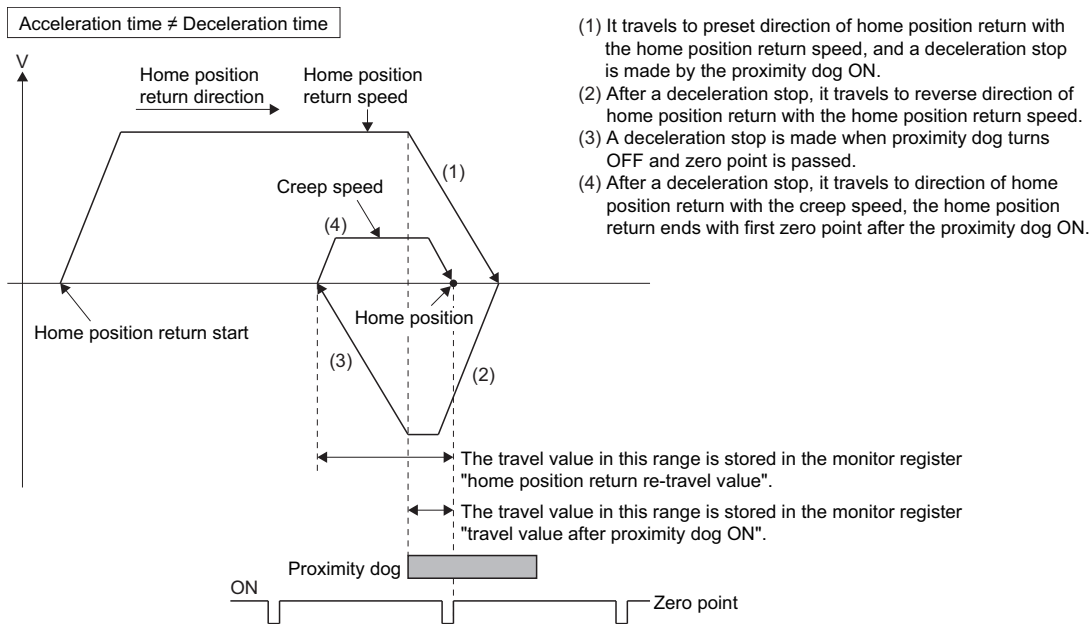 Acceleration time ≠ Deceleration time
V
Home position
return direction
Home position
return speed
(1)
Creep speed
(4)
Home position
Home position return start
(3)
(2)
(1) It travels to preset direction of home position return with
the home position return speed, and a deceleration stop
is made by the proximity dog ON.
(2) After a deceleration stop, it travels to reverse direction of
home position return with the home position return speed.
(3) A deceleration stop is made when proximity dog turns
OFF and zero point is passed.
(4) After a deceleration stop, it travels to direction of home
position return with the creep speed, the home position
return ends with first zero point after the proximity dog ON.
The travel value in this range is stored in the monitor register
"home position return re-travel value".
The travel value in this range is stored in the monitor register
"travel value after proximity dog ON".
Proximity dog
ON
Zero point